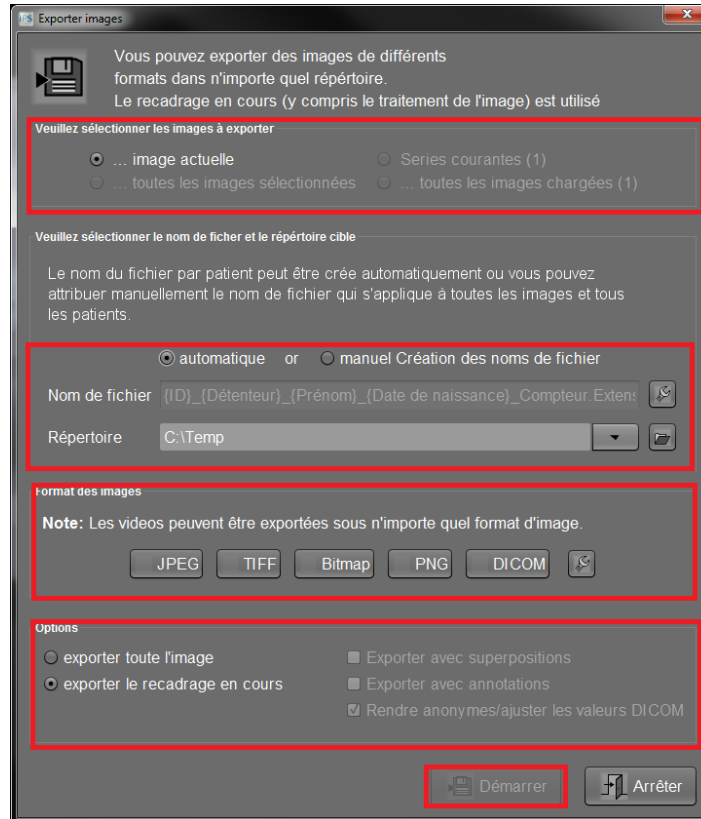 IPS Exporter images
Vous pouvez exporter des images de différents
formats dans n'importe quel répértoire.
Le recadrage en cours (y compris le traitement de l'image) est utilisé
Veuillez sélectionner les images à exporter
... image actuelle
Series courantes (1)
... toutes les images sélectionnées
... toutes les images chargées (1)
Veuillez sélectionner le nom de ficher et le répértoire cible
Le nom du fichier par patient peut être crée automatiquement ou vous pouvez
attribuer manuellement le nom de fichier qui s'applique à toutes les images et tous
les patients.
automatique or manuel Création des noms de fichier
Nom de fichier {ID}_{Détenteur}_{Prénom}_{Date de naissance}_Compteur.Extens
Répertoire C:\Temp
Format des images
Note: Les videos peuvent être exportées sous n'importe quel format d'image.
JPEG TIFF Bitmap PNG DICOM
Options
exporter toute l'image
Exporter avec superpositions
exporter le recadrage en cours
Exporter avec annotations
Rendre anonymes/ajuster les valeurs DICOM
Démarrer Arrêter